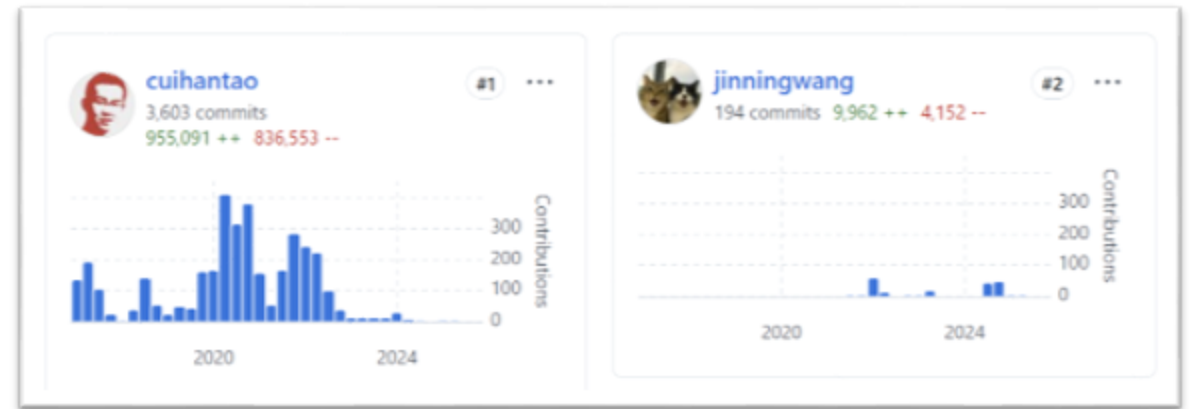 cuihantao
#1 ···
3,603 commits
955,091 ++ 836,553 --
300
200
100
0
Contributions
2020 2024
jinningwang
#2 ···
194 commits 9,962 ++ 4,152 --
300
200
100
0
Contributions
2020 2024